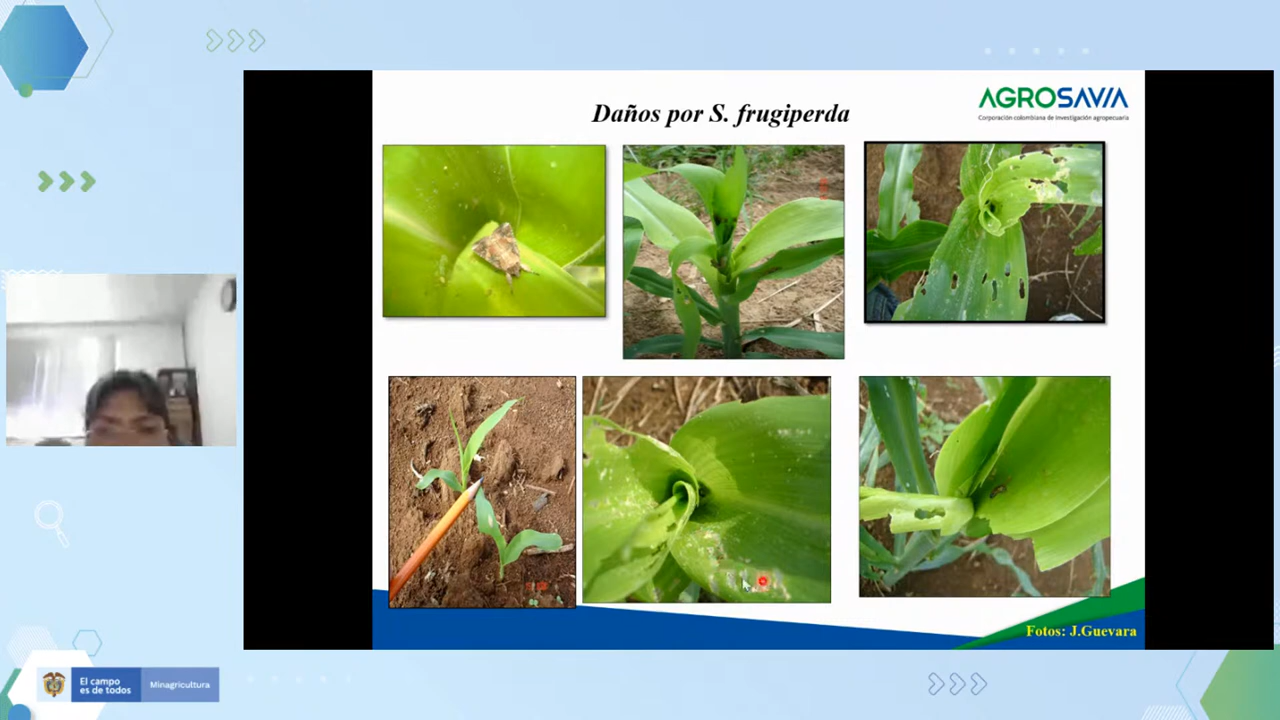 Daños por S. frugiperda
AGROSAVIA
Corporación colombiana de investigación agropecuaria
Fotos: J.Guevara
El campo
es de todos
Minagricultura